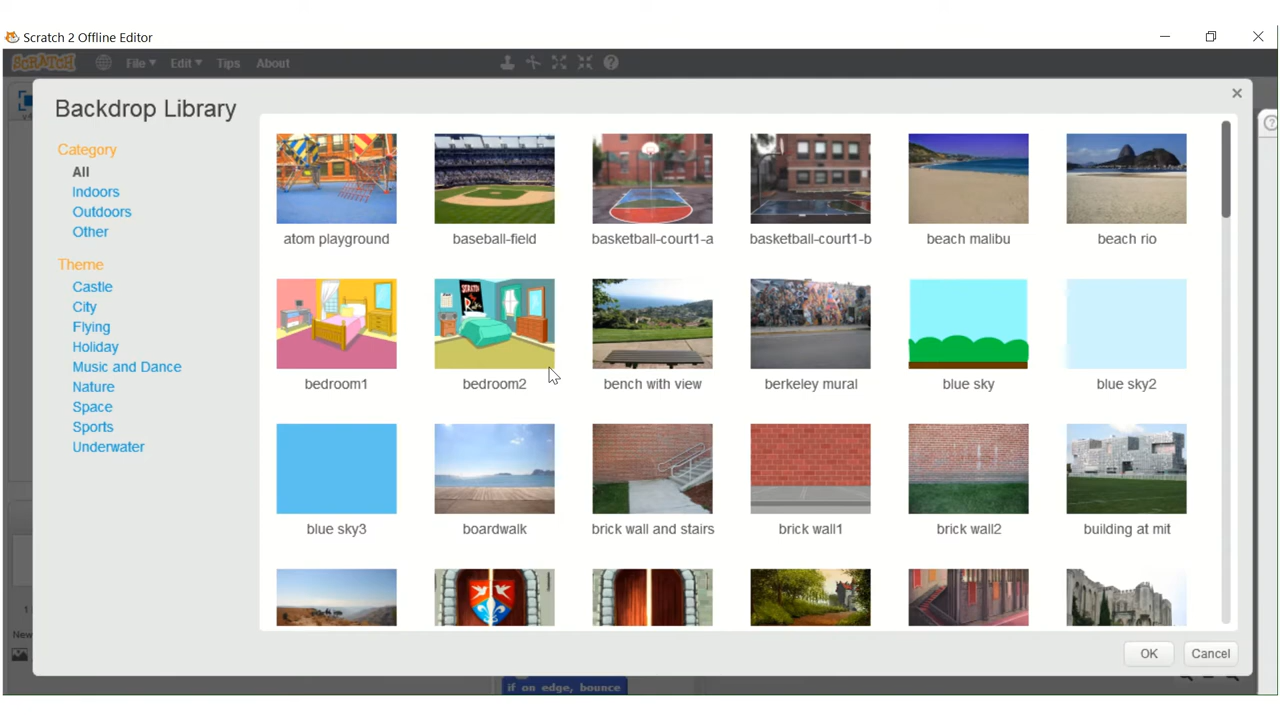 Scratch 2 Offline Editor
SCRATCH File Edit Tips About
Backdrop Library
Category
All
Indoors
Outdoors
Other
Theme
Castle
City
Flying
Holiday
Music and Dance
Nature
Space
Sports
Underwater
atom playground baseball-field basketball-court1-a basketball-court1-b beach malibu beach rio
bedroom1 bedroom2 bench with view berkeley mural blue sky blue sky2
blue sky3 boardwalk brick wall and stairs brick wall1 brick wall2 building at mit
OK Cancel
New
if on edge, bounce